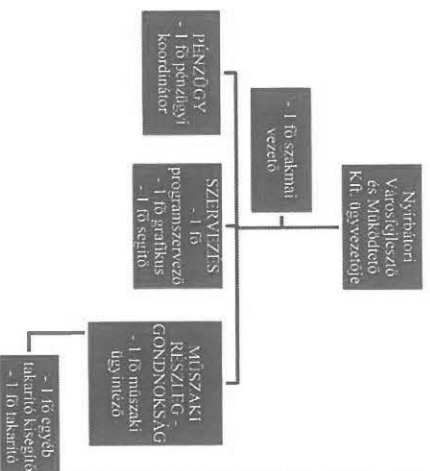 Nyírbátori
Városfejlesztő
és Működtető
Kft. ügyvezetője
- 1 fő szakmai
vezető
PÉNZÜGY
- 1 fő pénzügyi
koordinátor
SZERVEZÉS
- 1 fő
programszervező
- 1 fő grafikus
- 1 fő segítő
MŰSZAKI
RÉSZLEG -
GONDNOKSÁG
- 1 fő műszaki
ügyintéző
- 1 fő egyéb
takarító kisegítő
- 1 fő takarító